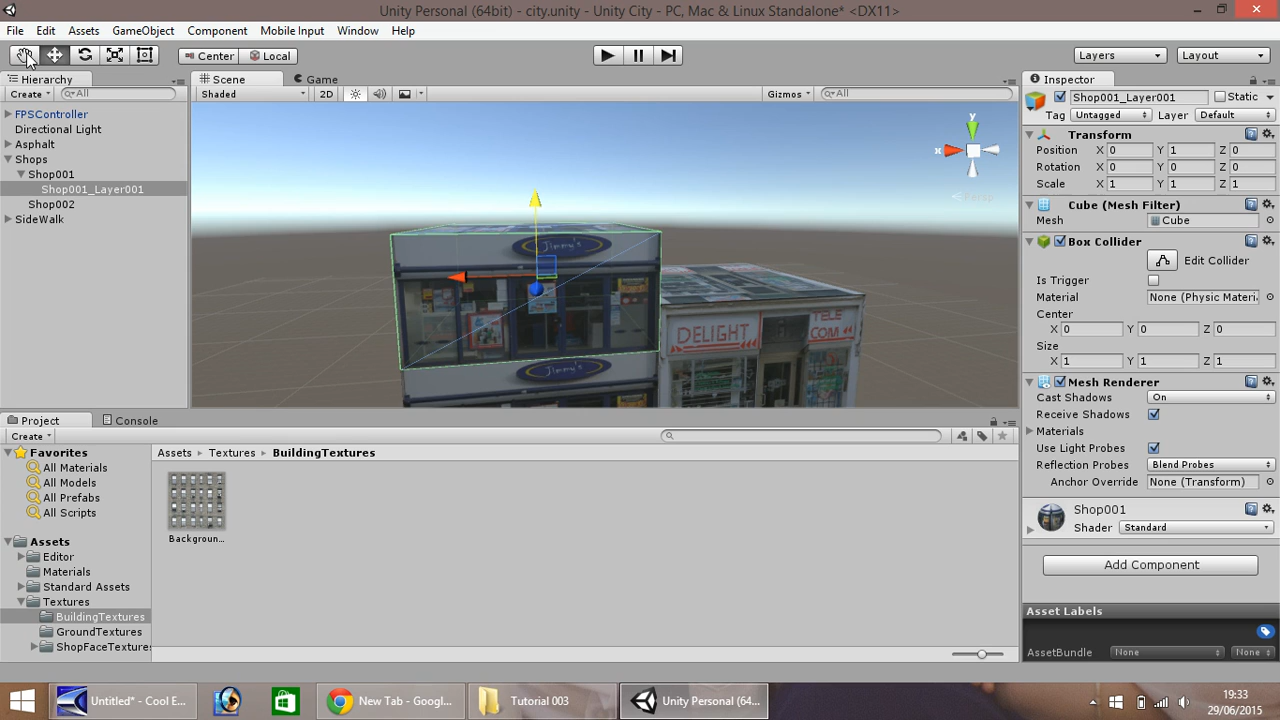 Unity Personal (64bit) - city.unity - Unity City - PC, Mac & Linux Standalone* <DX11>
File Edit Assets GameObject Component Mobile Input Window Help
Center Local Layers Layout
Hierarchy
Create All
FPSController
Directional Light
Asphalt
Shops
Shop001
Shop001_Layer001
Shop002
SideWalk
Scene Game
Shaded 2D Gizmos All
y
x
Persp
Jimmy's
DELIGHT
TELE
COM
Jimmy's
Inspector
Shop001_Layer001 Static
Tag Untagged Layer Default
Transform
Position X 0 Y 1 Z 0
Rotation X 0 Y 0 Z 0
Scale X 1 Y 1 Z 1
Cube (Mesh Filter)
Mesh Cube
Box Collider
Edit Collider
Is Trigger
Material None (Physic Materi.
Center
X 0 Y 0 Z 0
Size
X 1 Y 1 Z 1
Mesh Renderer
Cast Shadows On
Receive Shadows
Materials
Use Light Probes
Reflection Probes Blend Probes
Anchor Override None (Transform)
Shop001
Shader Standard
Add Component
Asset Labels
AssetBundle None None
Project Console
Create
Favorites
All Materials
All Models
All Prefabs
All Scripts
Assets
Editor
Materials
Standard Assets
Textures
BuildingTextures
GroundTextures
ShopFaceTextures
Assets Textures BuildingTextures
Backgroun...
Untitled* - Cool E... New Tab - Googl... Tutorial 003 Unity Personal (64...
19:33
29/06/2015